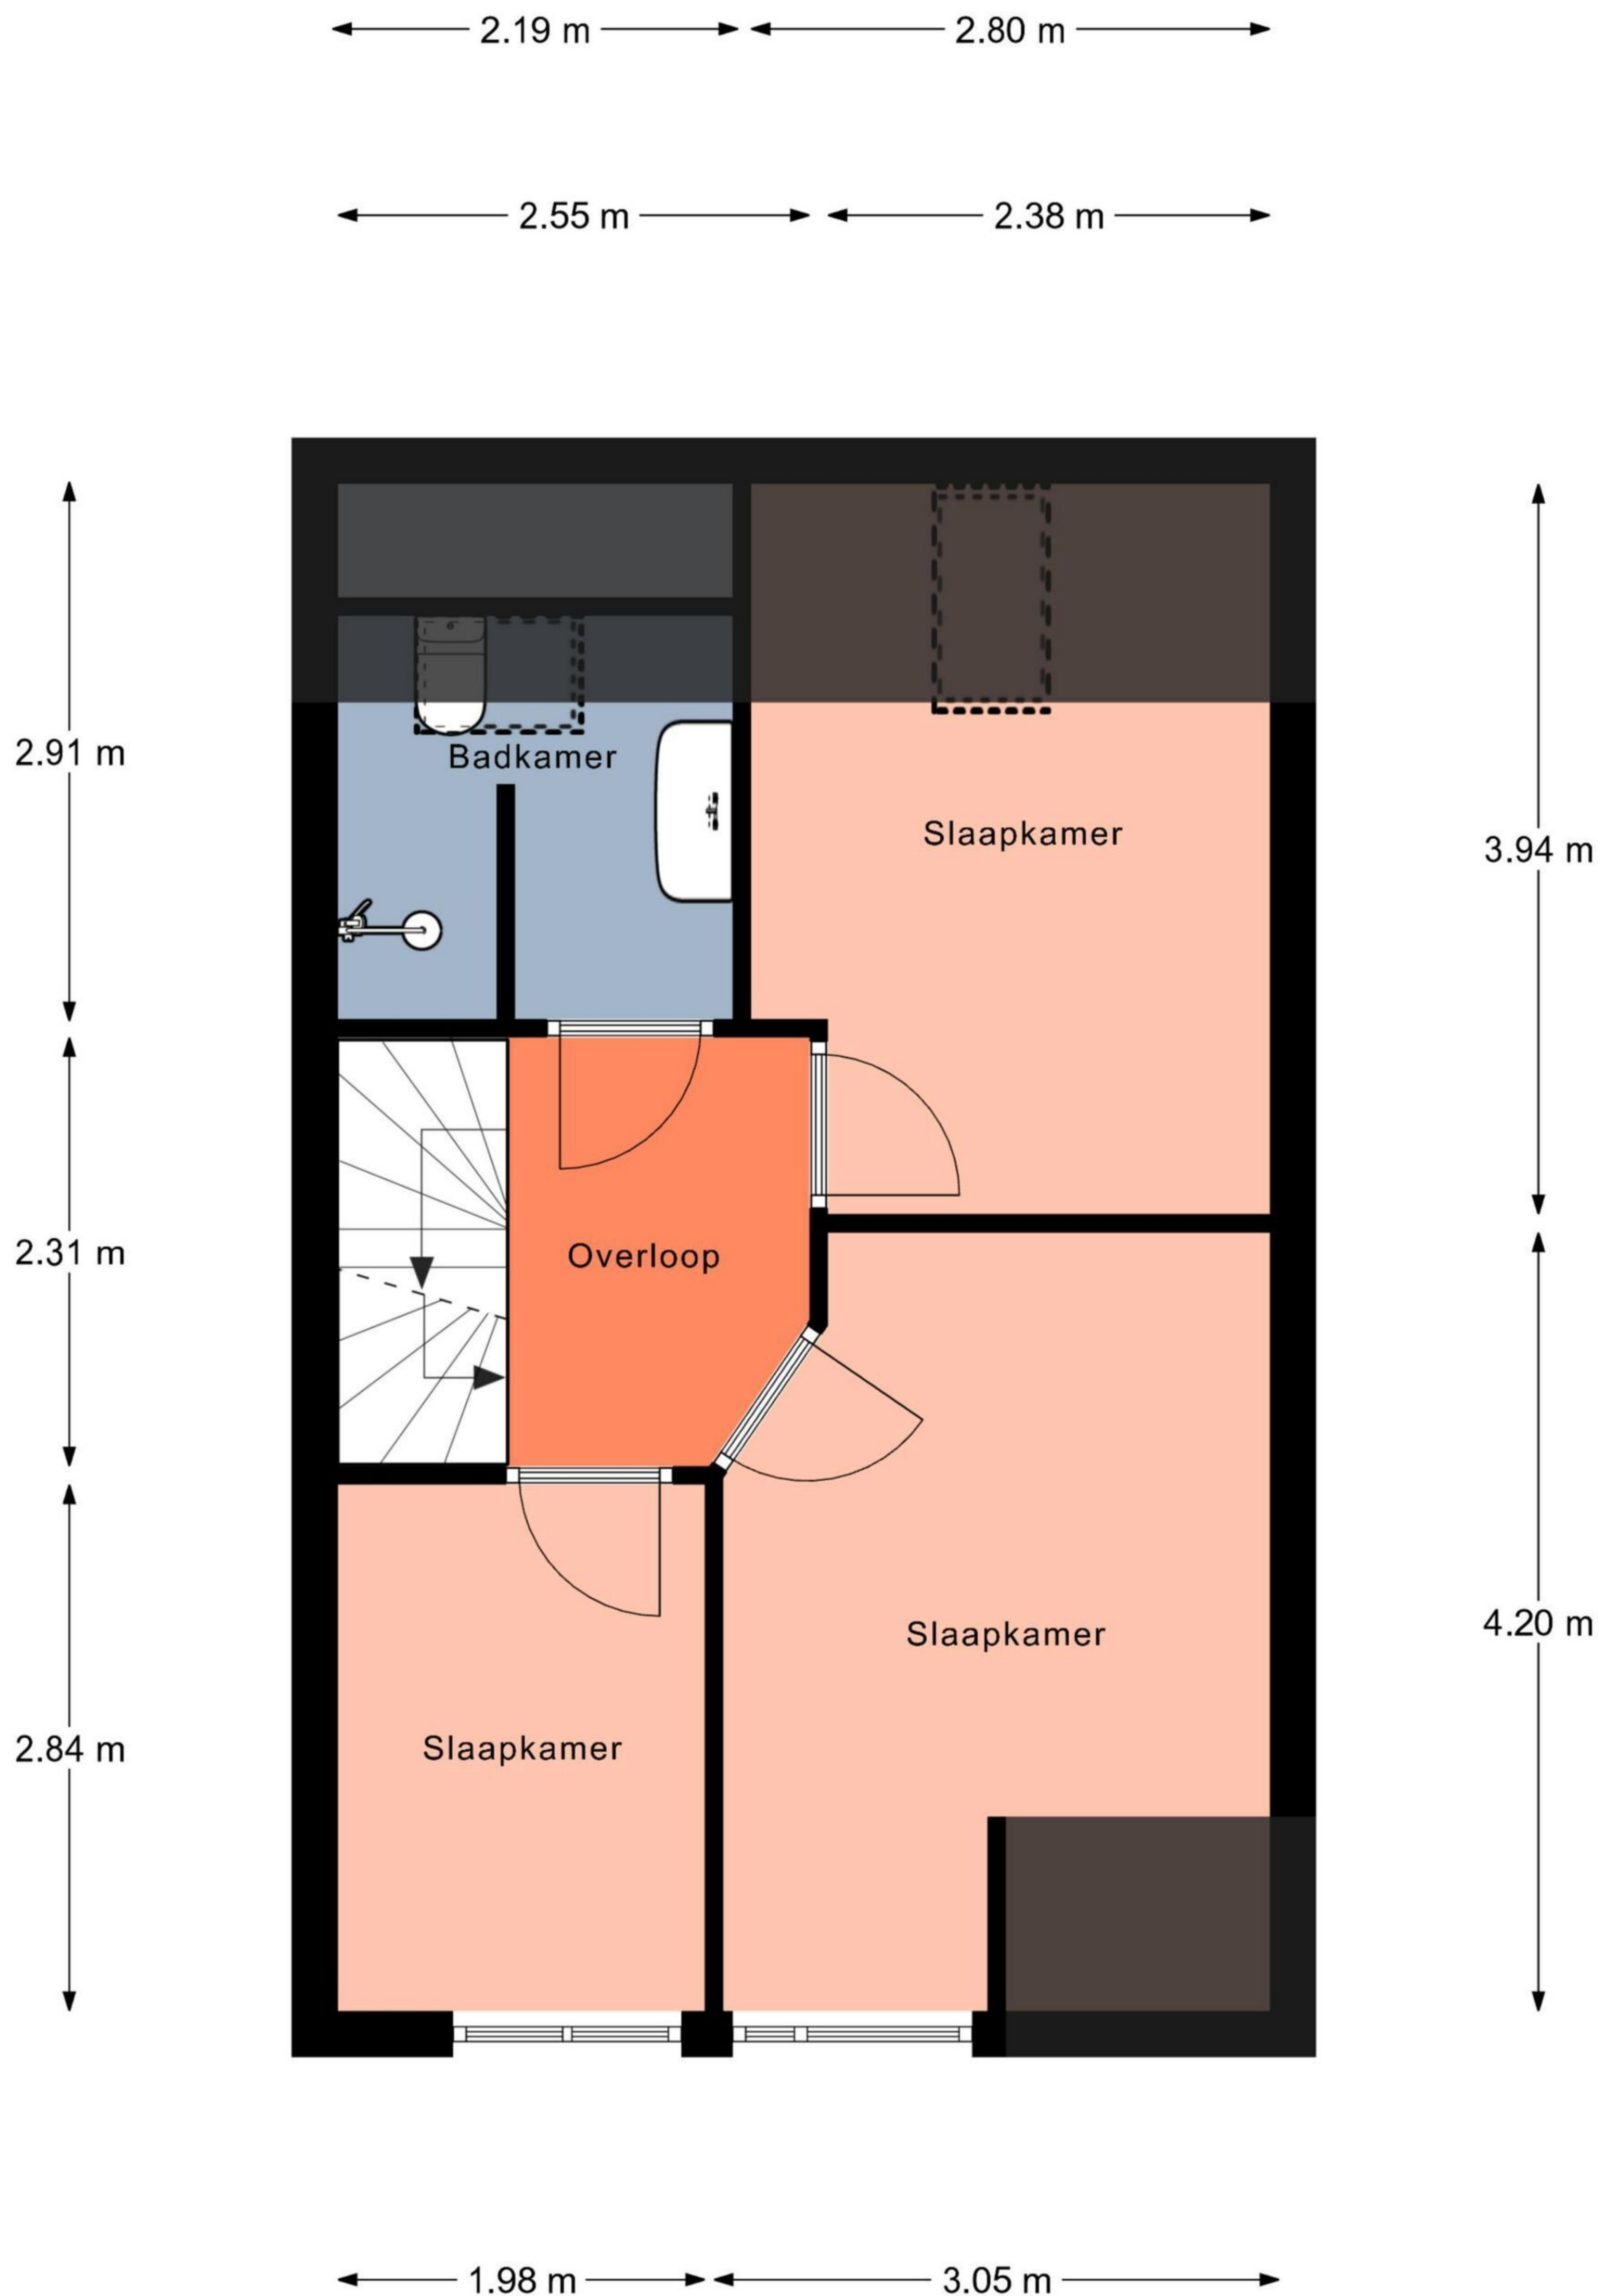 2.19 m
2.80 m
2.55 m
2.38 m
2.91 m
Badkamer
Slaapkamer
3.94 m
2.31 m
Overloop
4.20 m
Slaapkamer
2.84 m
Slaapkamer
1.98 m
3.05 m